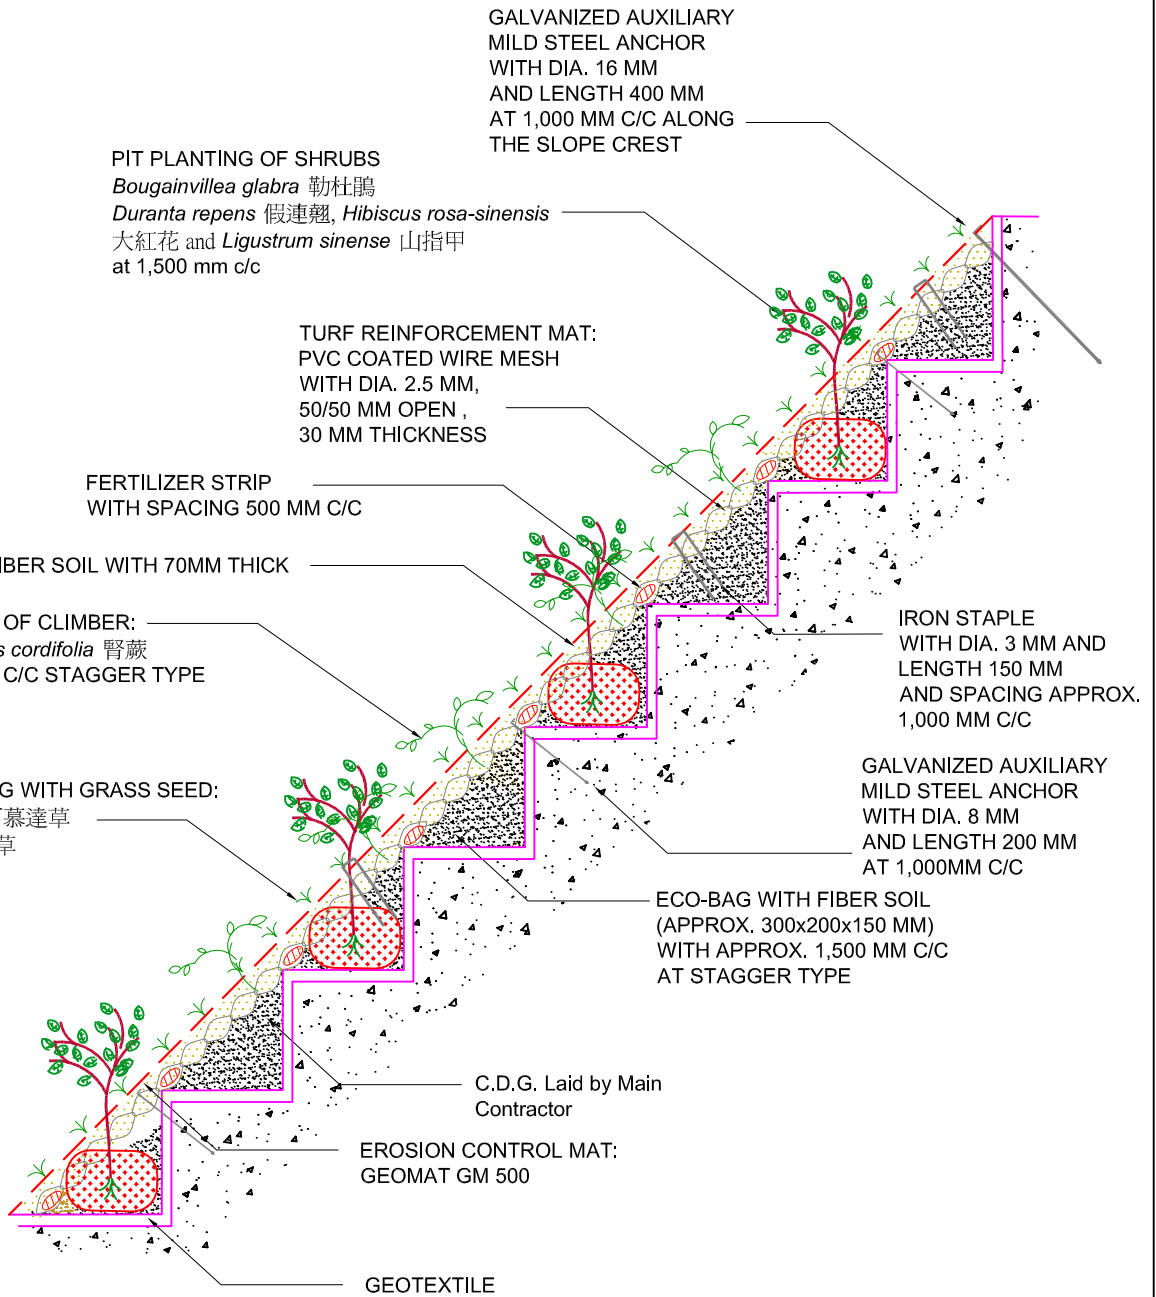 GALVANIZED AUXILIARY
MILD STEEL ANCHOR
WITH DIA. 16 MM
AND LENGTH 400 MM
AT 1,000 MM C/C ALONG
THE SLOPE CREST
PIT PLANTING OF SHRUBS
Bougainvillea glabra 勒杜鵑
Duranta repens 假連翹, Hibiscus rosa-sinensis
大紅花 and Ligustrum sinense 山指甲
at 1,500 mm c/c
TURF REINFORCEMENT MAT:
PVC COATED WIRE MESH
WITH DIA. 2.5 MM,
50/50 MM OPEN ,
30 MM THICKNESS
FERTILIZER STRIP
WITH SPACING 500 MM C/C
IBER SOIL WITH 70MM THICK
OF CLIMBER:
s cordifolia 腎蕨
C/C STAGGER TYPE
IRON STAPLE
WITH DIA. 3 MM AND
LENGTH 150 MM
AND SPACING APPROX.
1,000 MM C/C
GALVANIZED AUXILIARY
MILD STEEL ANCHOR
WITH DIA. 8 MM
AND LENGTH 200 MM
AT 1,000MM C/C
G WITH GRASS SEED:
慕達草
草
ECO-BAG WITH FIBER SOIL
(APPROX. 300x200x150 MM)
WITH APPROX. 1,500 MM C/C
AT STAGGER TYPE
C.D.G. Laid by Main
Contractor
EROSION CONTROL MAT:
GEOMAT GM 500
GEOTEXTILE